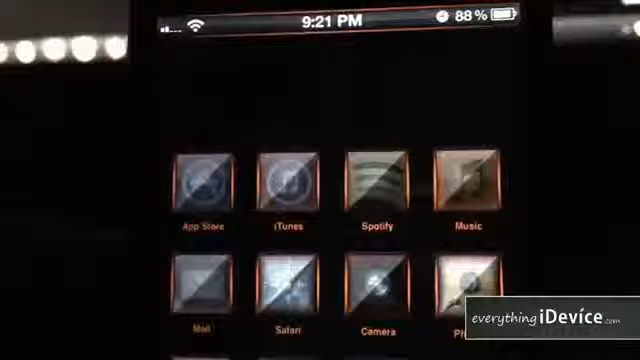 9:21 PM
88 %
App Store
iTunes
Spotify
Music
Mail
Safari
Camera
everythingiDevice.com